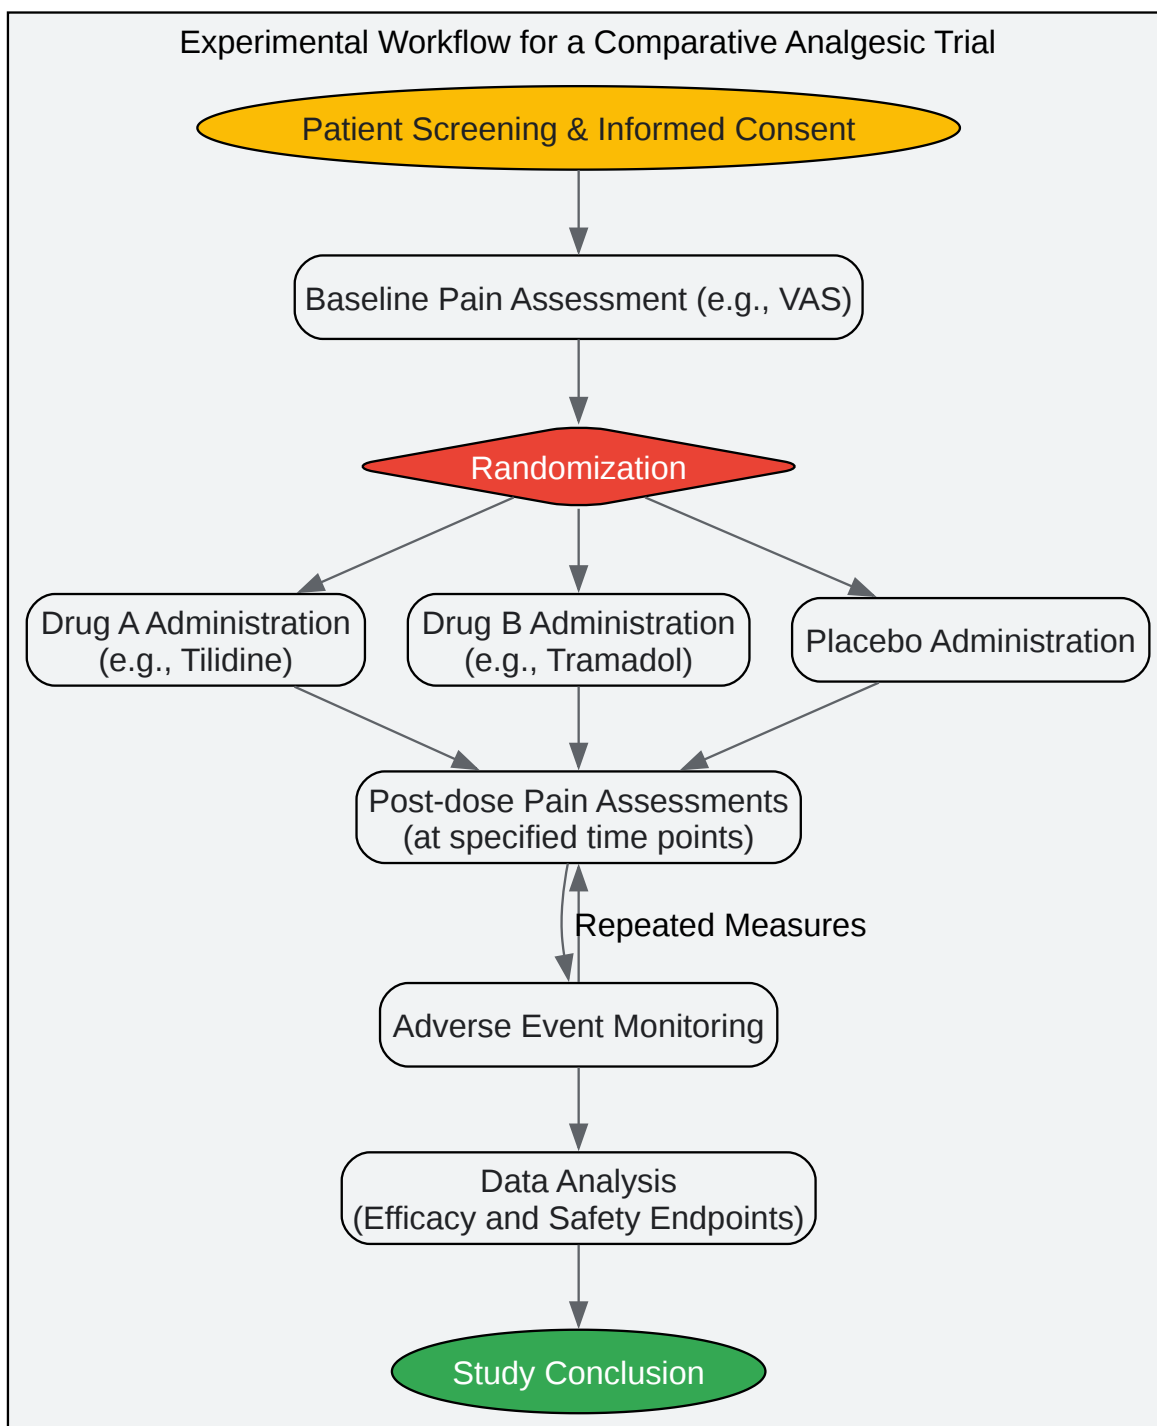 Experimental Workflow for a Comparative Analgesic Trial
Patient Screening & Informed Consent
Baseline Pain Assessment (e.g., VAS)
Randomization
Drug A Administration
(e.g., Tilidine)
Drug B Administration
(e.g., Tramadol)
Placebo Administration
Post-dose Pain Assessments
(at specified time points)
Repeated Measures
Adverse Event Monitoring
Data Analysis
(Efficacy and Safety Endpoints)
Study Conclusion